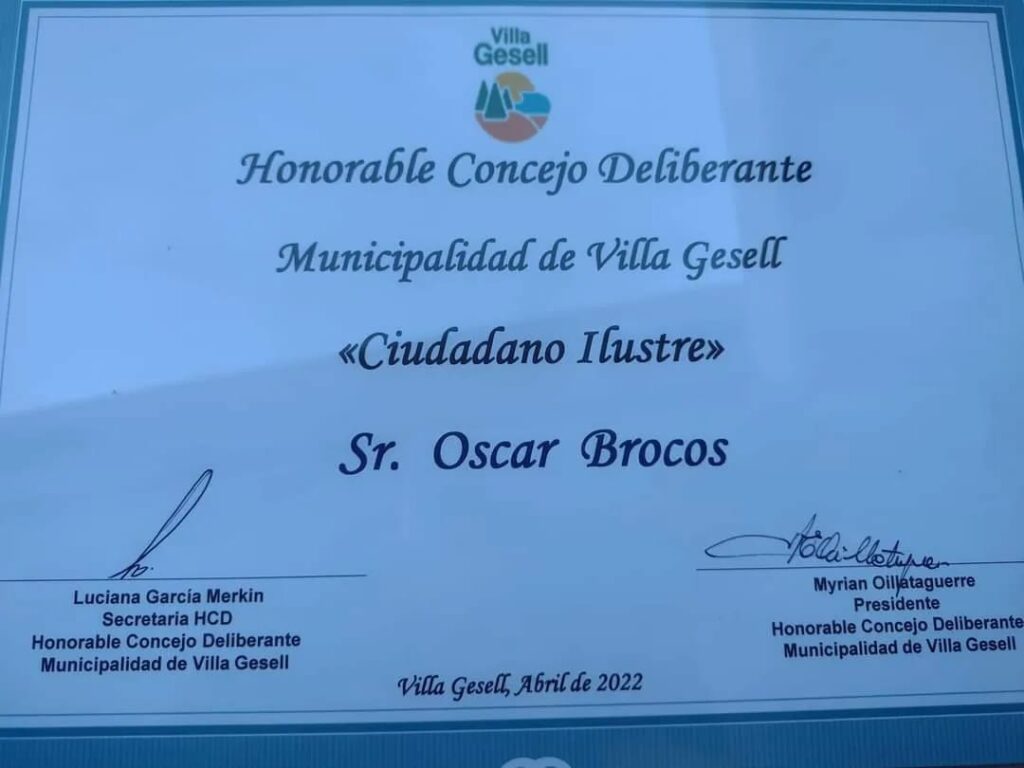 Villa
Gesell
Honorable Concejo Deliberante
Municipalidad de Villa Gesell
«Ciudadano Ilustre»
Sr. Oscar Brocos
Luciana García Merkin
Secretaria HCD
Honorable Concejo Deliberante
Municipalidad de Villa Gesell
Myrian Oillataguerre
Presidente
Honorable Concejo Deliberante
Municipalidad de Villa Gesell
Villa Gesell, Abril de 2022